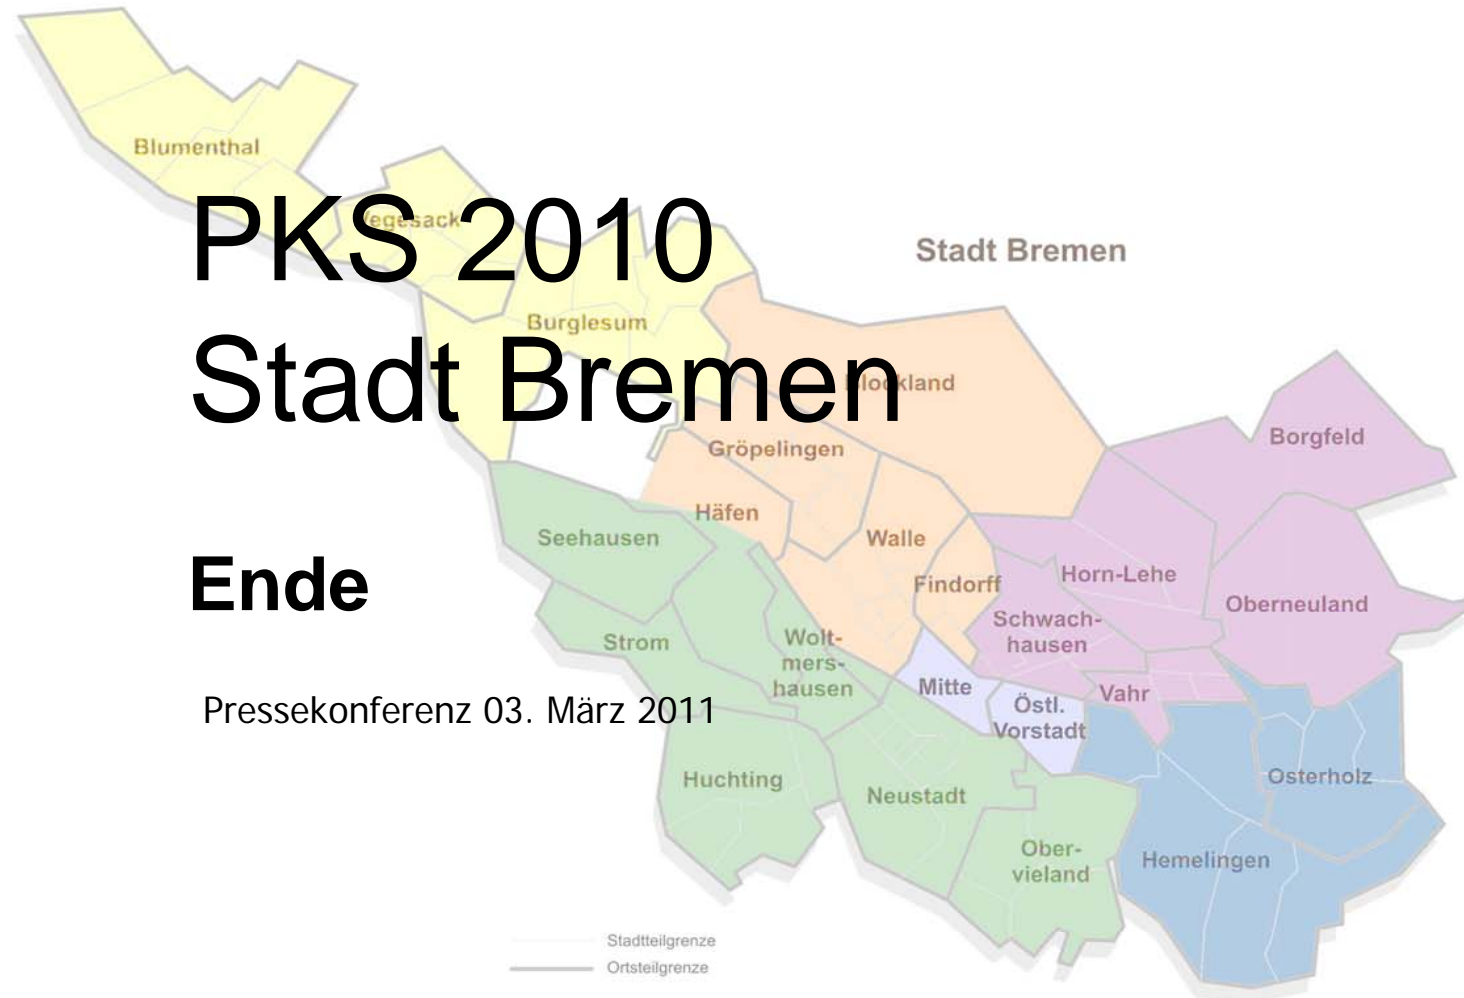 Blumenthal
Vegesack
PKS 2010
Stadt Bremen
Stadt Bremen
Burglesum
Blockland
Borgfeld
Gröpelingen
Häfen
Seehausen
Walle
Ende
Findorff
Horn-Lehe
Oberneuland
Schwach-
hausen
Strom
Wolt-
mers-
hausen
Mitte
Östl.
Vorstadt
Vahr
Pressekonferenz 03. März 2011
Huchting
Neustadt
Osterholz
Ober-
vieland
Hemelingen
Stadtteilgrenze
Ortsteilgrenze